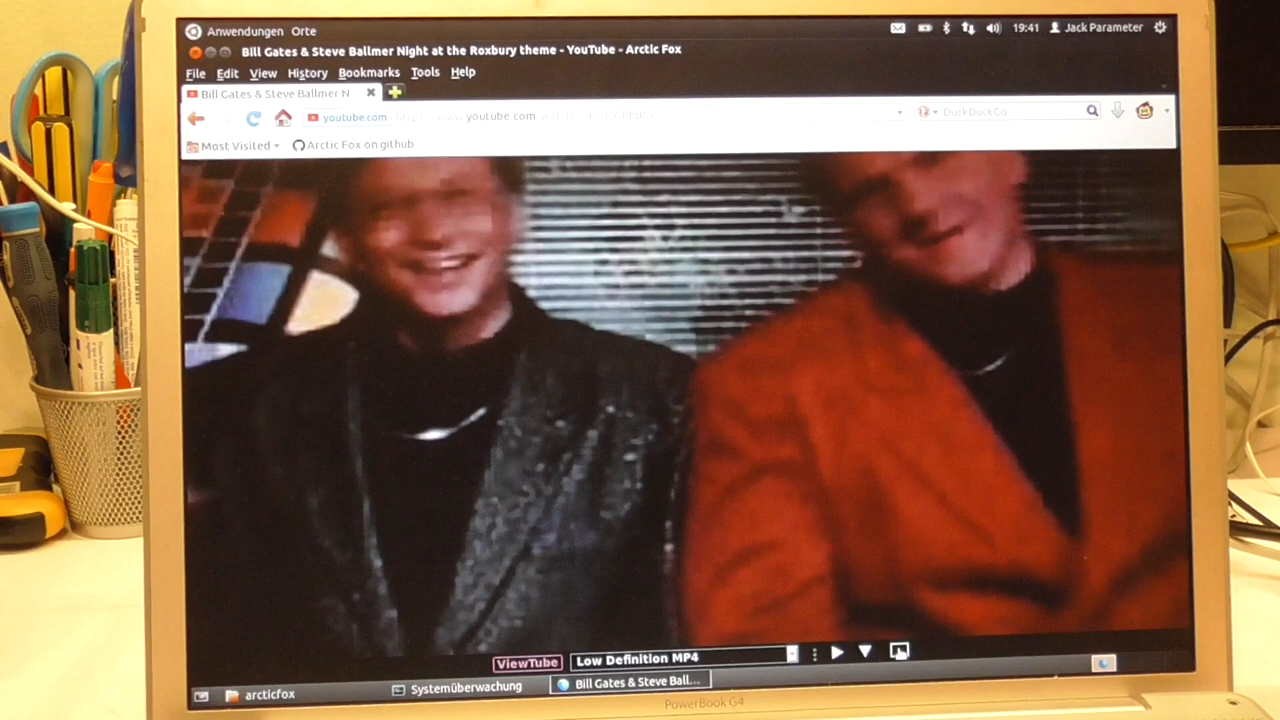 Anwendungen Orte 19:41 Jack Parameter
Bill Gates & Steve Ballmer Night at the Roxbury theme - YouTube - Arctic Fox
File Edit View History Bookmarks Tools Help
Bill Gates & Steve Ballmer N
youtube.com youtube.com DuckDuckGo
Most Visited Arctic Fox on github
ViewTube Low Definition MP4
arcticfox Systemüberwachung Bill Gates & Steve Ball...
PowerBook G4